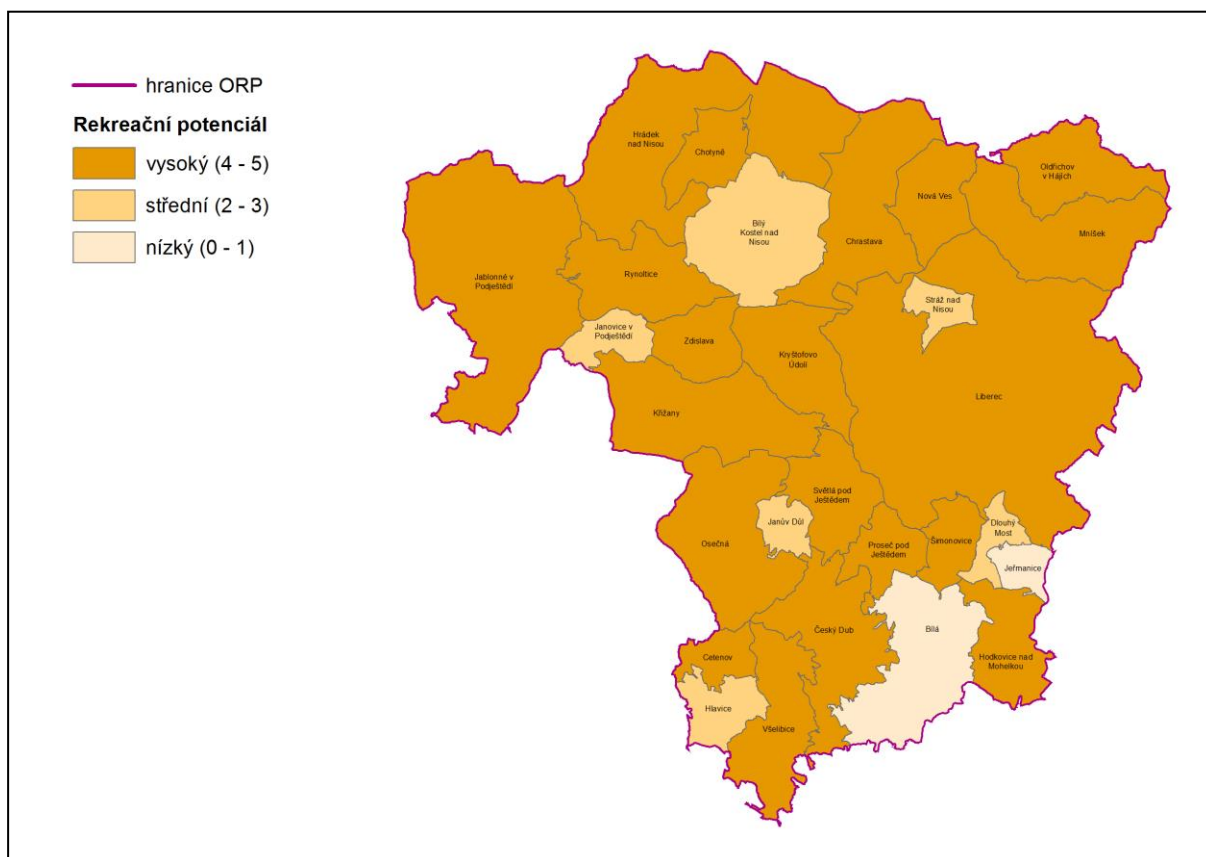 hranice ORP
Rekreační potenciál
vysoký (4 - 5)
střední (2 - 3)
nízký (0 - 1)
Hrádek
nad Nisou
Chotyně
Oldřichov
v Hájích
Nová Ves
Mníšek
Bílý
Kostel nad
Nisou
Chrastava
Jablonné v
Podještědí
Rynoltice
Stráž nad
Nisou
Janovice v
Podještědí
Zdislava
Kryštofovo
Údolí
Liberec
Křižany
Světlá pod
Ještědem
Janův Důl
Dlouhý
Most
Osečná
Proseč pod
Ještědem
Šimonovice
Jeřmanice
Český Dub
Bílá
Cetenov
Hodkovice nad
Mohelkou
Hlavice
Všelibice